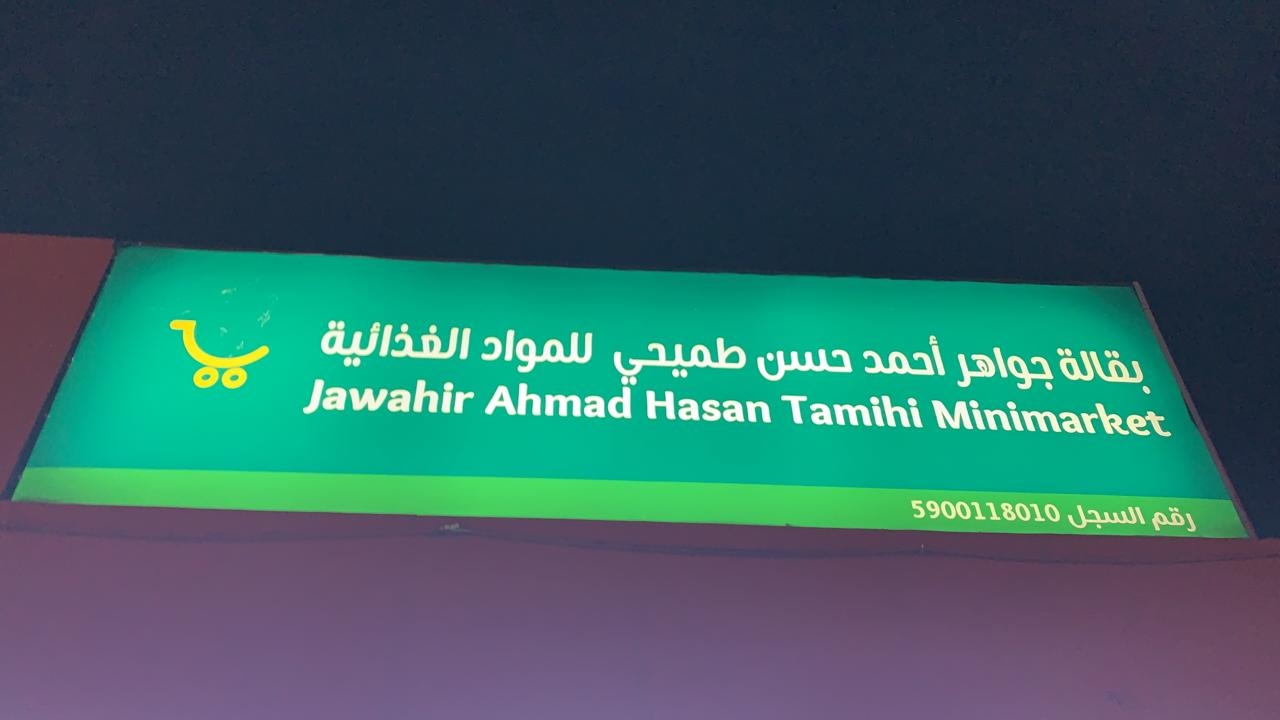 بقالة جواهر أحمد حسن طميحي للمواد الغذائية
Jawahir Ahmad Hasan Tamihi Minimarket
رقم السجل 5900118010